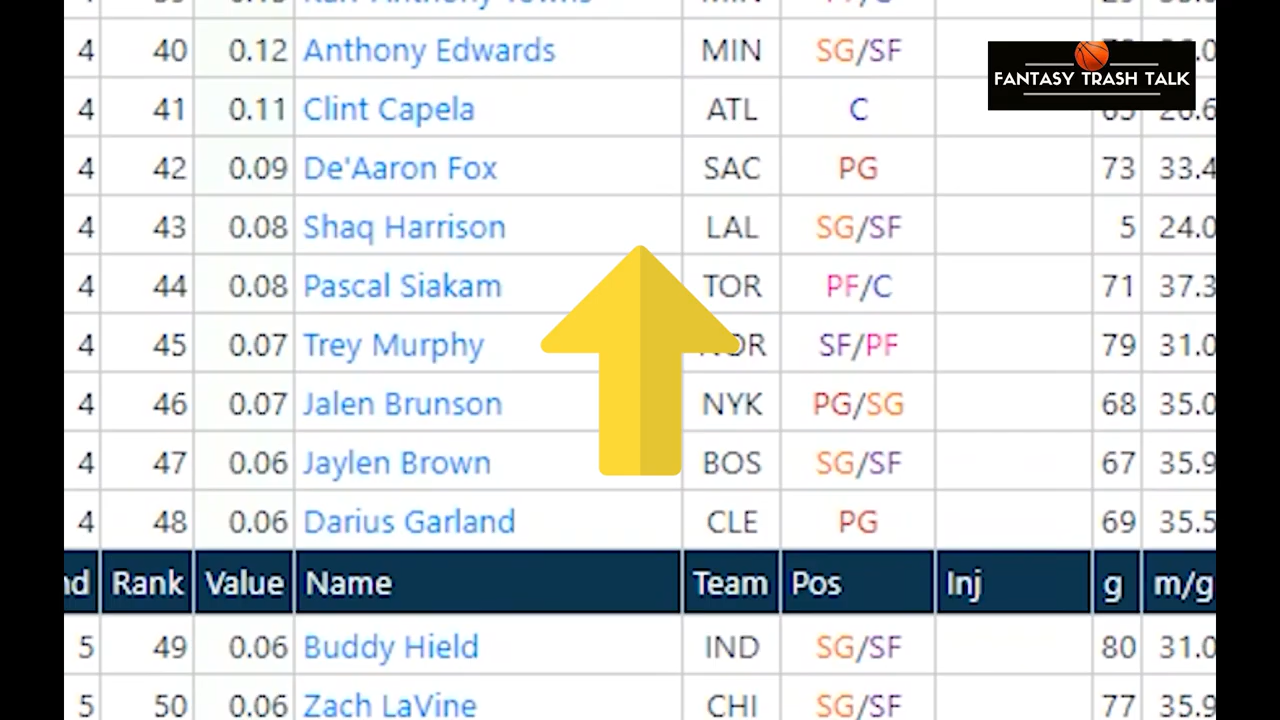 4 40 0.12 Anthony Edwards MIN SG/SF
FANTASY TRASH TALK
4 41 0.11 Clint Capela ATL C
4 42 0.09 De'Aaron Fox SAC PG 73 33.4
4 43 0.08 Shaq Harrison LAL SG/SF 5 24.0
4 44 0.08 Pascal Siakam TOR PF/C 71 37.3
4 45 0.07 Trey Murphy SF/PF 79 31.0
4 46 0.07 Jalen Brunson NYK PG/SG 68 35.0
4 47 0.06 Jaylen Brown BOS SG/SF 67 35.9
4 48 0.06 Darius Garland CLE PG 69 35.5
nd Rank Value Name Team Pos Inj g m/g
5 49 0.06 Buddy Hield IND SG/SF 80 31.0
5 50 0.06 Zach LaVine CHI SG/SF 77 35.9